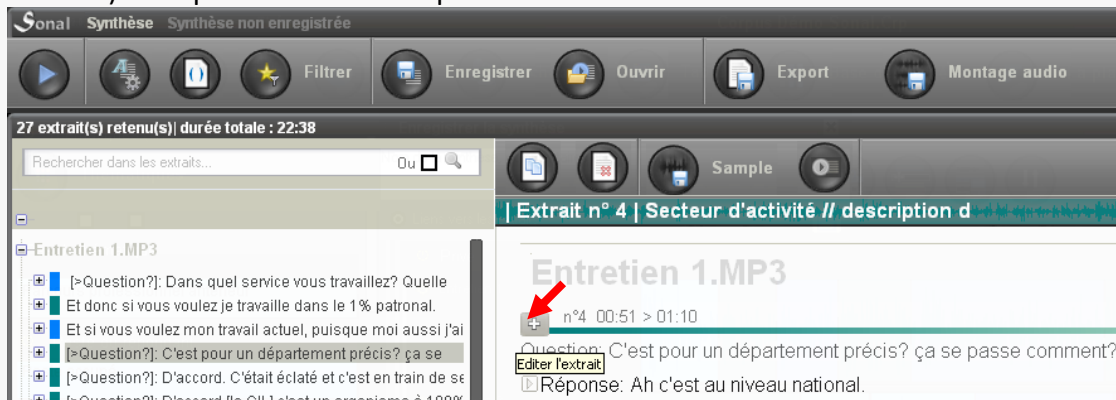 Sonal Synthèse Synthèse non enregistrée
Filtrer Enregistrer Ouvrir Export Montage audio
27 extrait(s) retenu(s)| durée totale : 22:38
Rechercher dans les extraits... Ou
Sample
| Extrait n° 4 | Secteur d'activité // description d
Entretien 1.MP3
[>Question?]: Dans quel service vous travaillez? Quelle
Et donc si vous voulez je travaille dans le 1% patronal.
Et si vous voulez mon travail actuel, puisque moi aussi j'ai
[>Question?]: C'est pour un département précis? ça se
[>Question?]: D'accord. C'était éclaté et c'est en train de se
Entretien 1.MP3
n°4 00:51 > 01:10
Question: C'est pour un département précis? ça se passe comment?
Editer l'extrait
Réponse: Ah c'est au niveau national.